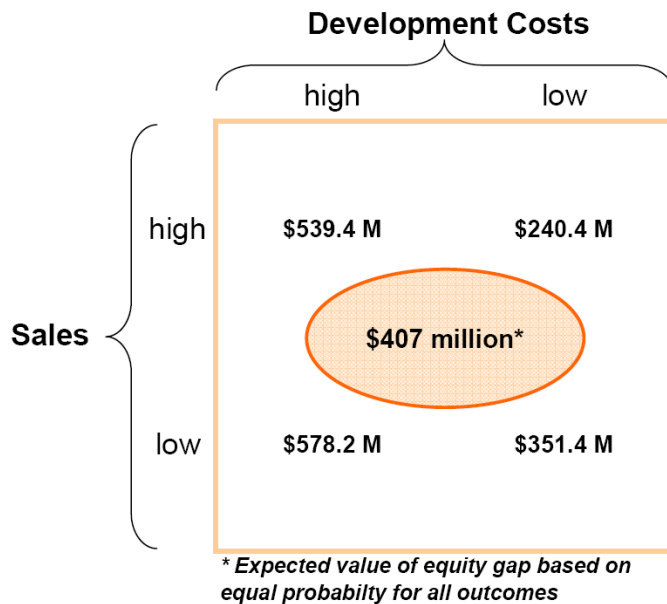 Development Costs
high low
high $539.4 M $240.4 M
$407 million*
Sales
low $578.2 M $351.4 M
* Expected value of equity gap based on
equal probabilty for all outcomes